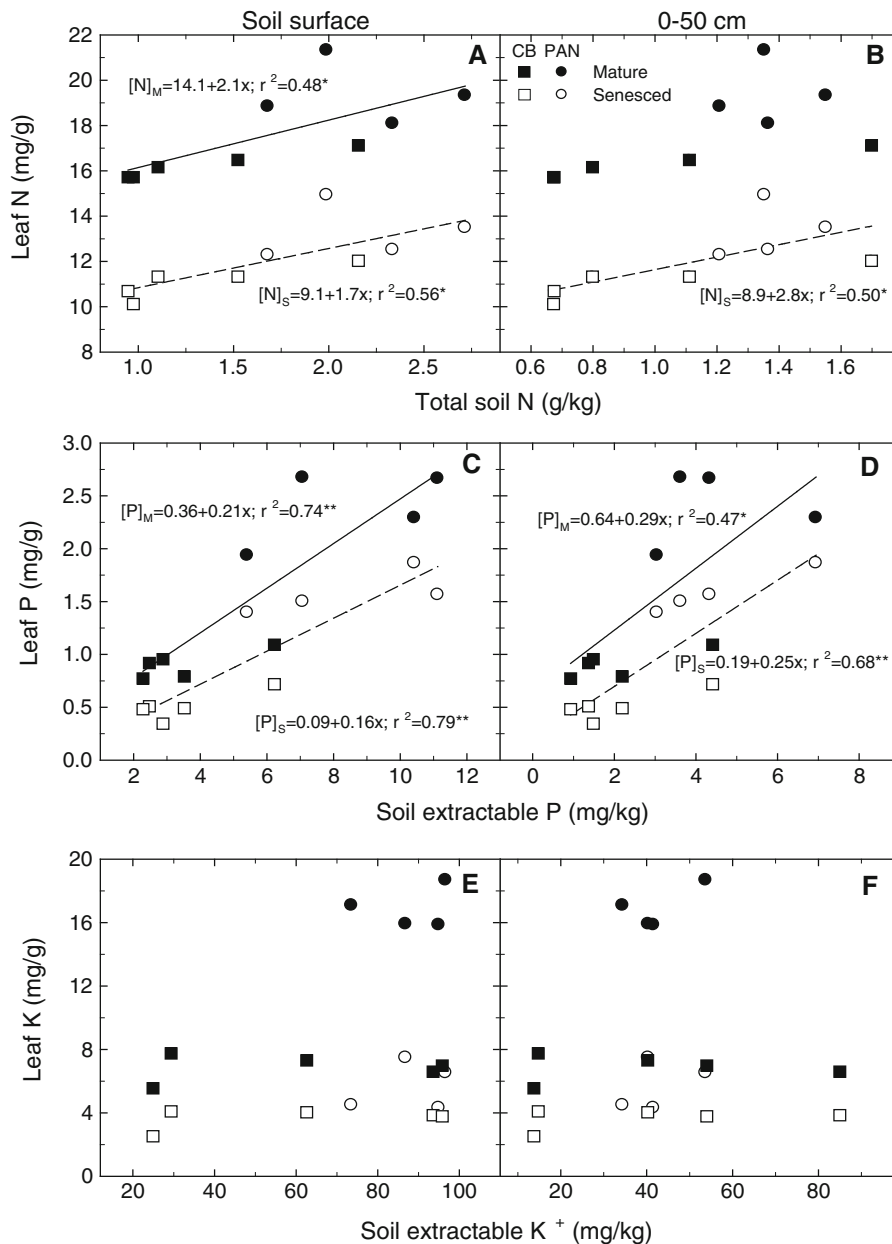 Soil surface
0-50 cm
A
B
CB PAN
Mature
Senesced
[N]M=14.1+2.1x; r 2=0.48*
[N]S=9.1+1.7x; r 2=0.56*
[N]S=8.9+2.8x; r 2=0.50*
Leaf N (mg/g)
22
20
18
16
14
12
10
8
1.0 1.5 2.0 2.5
0.6 0.8 1.0 1.2 1.4 1.6
Total soil N (g/kg)
C
D
[P]M=0.36+0.21x; r 2=0.74**
[P]S=0.09+0.16x; r 2=0.79**
[P]M=0.64+0.29x; r 2=0.47*
[P]S=0.19+0.25x; r 2=0.68**
Leaf P (mg/g)
3.0
2.5
2.0
1.5
1.0
0.5
0.0
2 4 6 8 10 12
0 2 4 6 8
Soil extractable P (mg/kg)
E
F
Leaf K (mg/g)
20
16
12
8
4
0
20 40 60 80 100
20 40 60 80
Soil extractable K + (mg/kg)